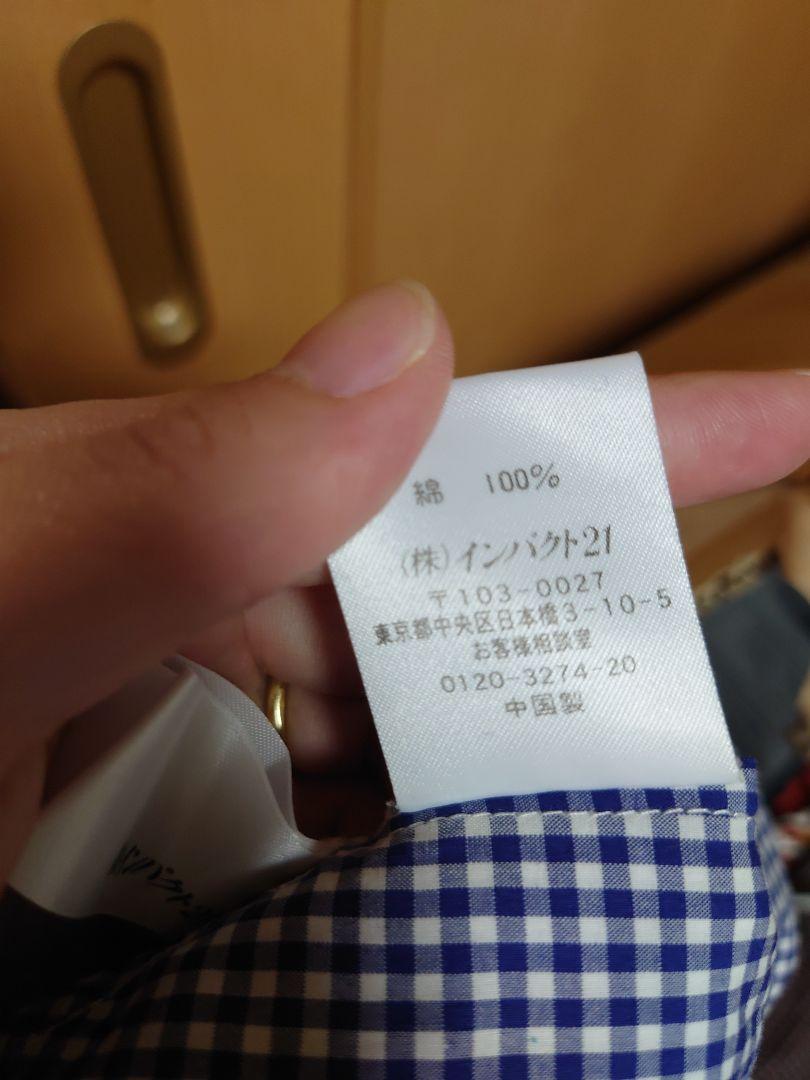 綿 100%
(株)インパクト21
〒103-0027
東京都中央区日本橋3-10-5
お客様相談室
0120-3274-20
中国製